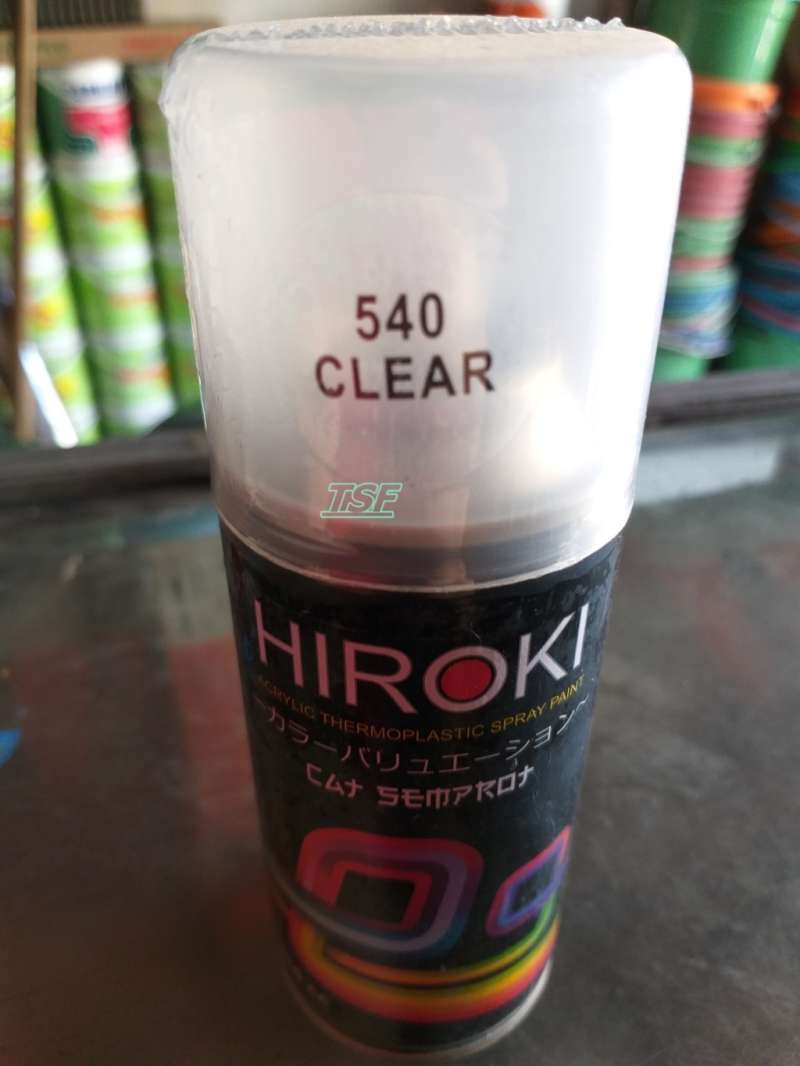 540
CLEAR
TSF
HIROKI
ACRYLIC THERMOPLASTIC SPRAY PAINT
~カラーバリュエーション~
CAT SEMPROT